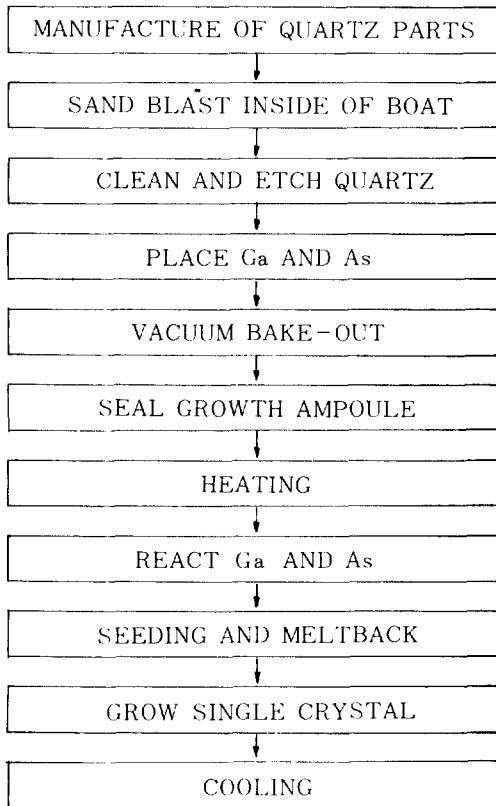 MANUFACTURE OF QUARTZ PARTS
SAND BLAST INSIDE OF BOAT
CLEAN AND ETCH QUARTZ
PLACE Ga AND As
VACUUM BAKE-OUT
SEAL GROWTH AMPOULE
HEATING
REACT Ga AND As
SEEDING AND MELTBACK
GROW SINGLE CRYSTAL
COOLING